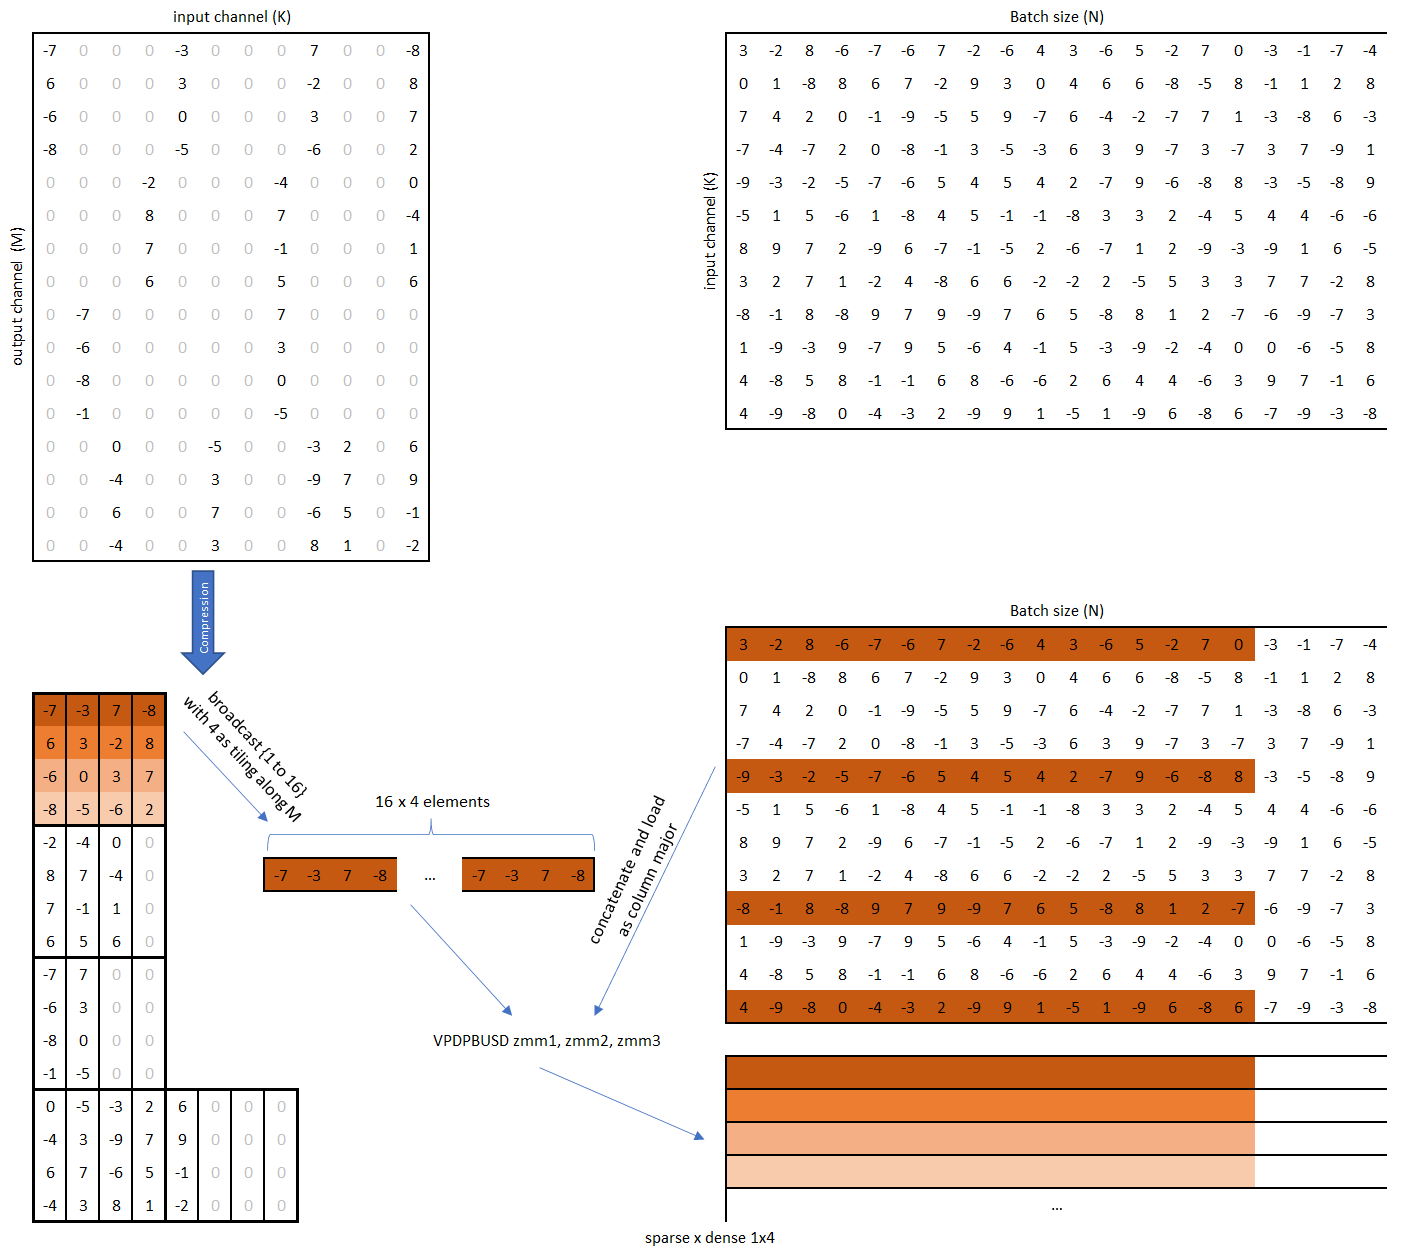 input channel (K)
Batch size (N)
-7 0 0 0 -3 0 0 0 7 0 0 -8
6 0 0 0 3 0 0 0 -2 0 0 8
-6 0 0 0 0 0 0 0 3 0 0 7
-8 0 0 0 -5 0 0 0 -6 0 0 2
0 0 0 -2 0 0 0 -4 0 0 0 0
0 0 0 8 0 0 0 7 0 0 0 -4
0 0 0 7 0 0 0 -1 0 0 0 1
0 0 0 6 0 0 0 5 0 0 0 6
0 -7 0 0 0 0 0 7 0 0 0 0
0 -6 0 0 0 0 0 3 0 0 0 0
0 -8 0 0 0 0 0 0 0 0 0 0
0 -1 0 0 0 0 0 -5 0 0 0 0
0 0 0 0 0 -5 0 0 -3 2 0 6
0 0 -4 0 0 3 0 0 -9 7 0 9
0 0 6 0 0 7 0 0 -6 5 0 -1
0 0 -4 0 0 3 0 0 8 1 0 -2
output channel (M)
3 -2 8 -6 -7 -6 7 -2 -6 4 3 -6 5 -2 7 0 -3 -1 -7 -4
0 1 -8 8 6 7 -2 9 3 0 4 6 6 -8 -5 8 -1 1 2 8
7 4 2 0 -1 -9 -5 5 9 -7 6 -4 -2 -7 7 1 -3 -8 6 -3
-7 -4 -7 2 0 -8 -1 3 -5 -3 6 3 9 -7 3 -7 3 7 -9 1
-9 -3 -2 -5 -7 -6 5 4 5 4 2 -7 9 -6 -8 8 -3 -5 -8 9
-5 1 5 -6 1 -8 4 5 -1 -1 -8 3 3 2 -4 5 4 4 -6 -6
8 9 7 2 -9 6 -7 -1 -5 2 -6 -7 1 2 -9 -3 -9 1 6 -5
3 2 7 1 -2 4 -8 6 6 -2 -2 2 -5 5 3 3 7 7 -2 8
-8 -1 8 -8 9 7 9 -9 7 6 5 -8 8 1 2 -7 -6 -9 -7 3
1 -9 -3 9 -7 9 5 -6 4 -1 5 -3 -9 -2 -4 0 0 -6 -5 8
4 -8 5 8 -1 -1 6 8 -6 -6 2 6 4 4 -6 3 9 7 -1 6
4 -9 -8 0 -4 -3 2 -9 9 1 -5 1 -9 6 -8 6 -7 -9 -3 -8
input channel (K)
Compression
-7 -3 7 -8
6 3 -2 8
-6 0 3 7
-8 -5 -6 2
-2 -4 0 0
8 7 -4 0
7 -1 1 0
6 5 6 0
-7 7 0 0
-6 3 0 0
-8 0 0 0
-1 -5 0 0
0 -5 -3 2 6 0 0 0
-4 3 -9 7 9 0 0 0
6 7 -6 5 -1 0 0 0
-4 3 8 1 -2 0 0 0
broadcast {1 to 16}
with 4 as tiling along M
16 x 4 elements
-7 -3 7 -8 ... -7 -3 7 -8
concatenate and load
as column major
VPDPBUSD zmm1, zmm2, zmm3
Batch size (N)
3 -2 8 -6 -7 -6 7 -2 -6 4 3 -6 5 -2 7 0 -3 -1 -7 -4
0 1 -8 8 6 7 -2 9 3 0 4 6 6 -8 -5 8 -1 1 2 8
7 4 2 0 -1 -9 -5 5 9 -7 6 -4 -2 -7 7 1 -3 -8 6 -3
-7 -4 -7 2 0 -8 -1 3 -5 -3 6 3 9 -7 3 -7 3 7 -9 1
-9 -3 -2 -5 -7 -6 5 4 5 4 2 -7 9 -6 -8 8 -3 -5 -8 9
-5 1 5 -6 1 -8 4 5 -1 -1 -8 3 3 2 -4 5 4 4 -6 -6
8 9 7 2 -9 6 -7 -1 -5 2 -6 -7 1 2 -9 -3 -9 1 6 -5
3 2 7 1 -2 4 -8 6 6 -2 -2 2 -5 5 3 3 7 7 -2 8
-8 -1 8 -8 9 7 9 -9 7 6 5 -8 8 1 2 -7 -6 -9 -7 3
1 -9 -3 9 -7 9 5 -6 4 -1 5 -3 -9 -2 -4 0 0 -6 -5 8
4 -8 5 8 -1 -1 6 8 -6 -6 2 6 4 4 -6 3 9 7 -1 6
4 -9 -8 0 -4 -3 2 -9 9 1 -5 1 -9 6 -8 6 -7 -9 -3 -8
...
sparse x dense 1x4